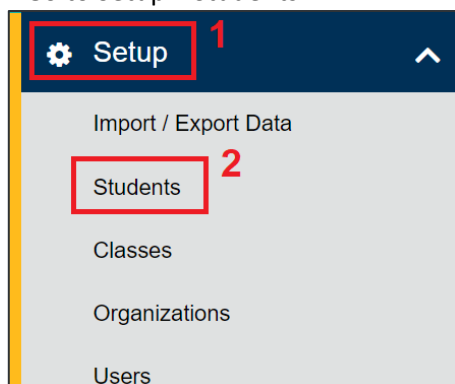 Setup 1
Import / Export Data
Students 2
Classes
Organizations
Users